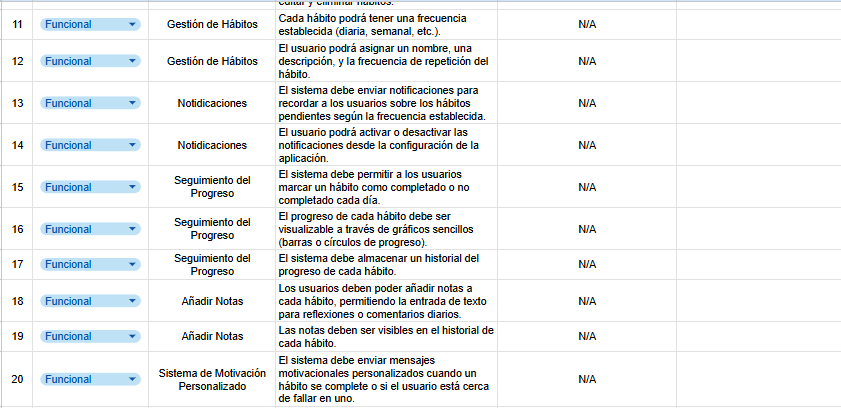 editar y eliminar hábitos.
11 Funcional Gestión de Hábitos Cada hábito podrá tener una frecuencia
establecida (diaria, semanal, etc.). N/A
12 Funcional Gestión de Hábitos El usuario podrá asignar un nombre, una
descripción, y la frecuencia de repetición del
hábito. N/A
13 Funcional Notidicaciones El sistema debe enviar notificaciones para
recordar a los usuarios sobre los hábitos
pendientes según la frecuencia establecida. N/A
14 Funcional Notidicaciones El usuario podrá activar o desactivar las
notificaciones desde la configuración de la
aplicación. N/A
15 Funcional Seguimiento del
Progreso El sistema debe permitir a los usuarios
marcar un hábito como completado o no
completado cada día. N/A
16 Funcional Seguimiento del
Progreso El progreso de cada hábito debe ser
visualizable a través de gráficos sencillos
(barras o círculos de progreso). N/A
17 Funcional Seguimiento del
Progreso El sistema debe almacenar un historial del
progreso de cada hábito. N/A
18 Funcional Añadir Notas Los usuarios deben poder añadir notas a
cada hábito, permitiendo la entrada de texto
para reflexiones o comentarios diarios. N/A
19 Funcional Añadir Notas Las notas deben ser visibles en el historial de
cada hábito. N/A
20 Funcional Sistema de Motivación
Personalizado El sistema debe enviar mensajes
motivacionales personalizados cuando un
hábito se complete o si el usuario está cerca
de fallar en uno. N/A